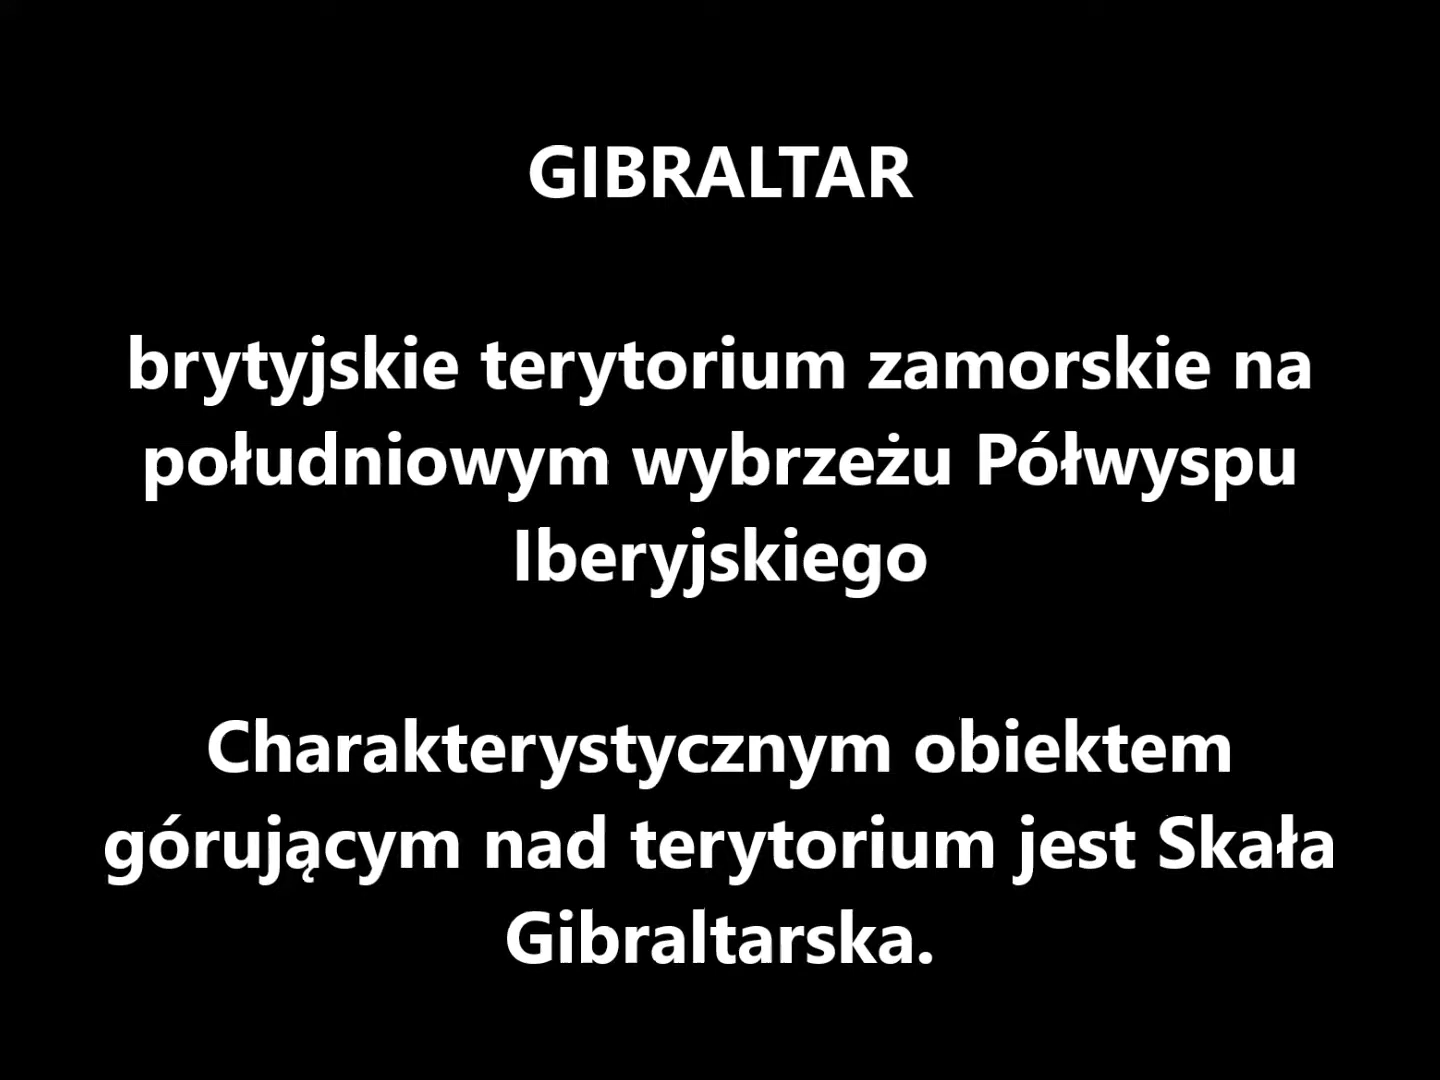 GIBRALTAR
brytyjskie terytorium zamorskie na
południowym wybrzeżu Półwyspu
Iberyjskiego
Charakterystycznym obiektem
górującym nad terytorium jest Skała
Gibraltarska.